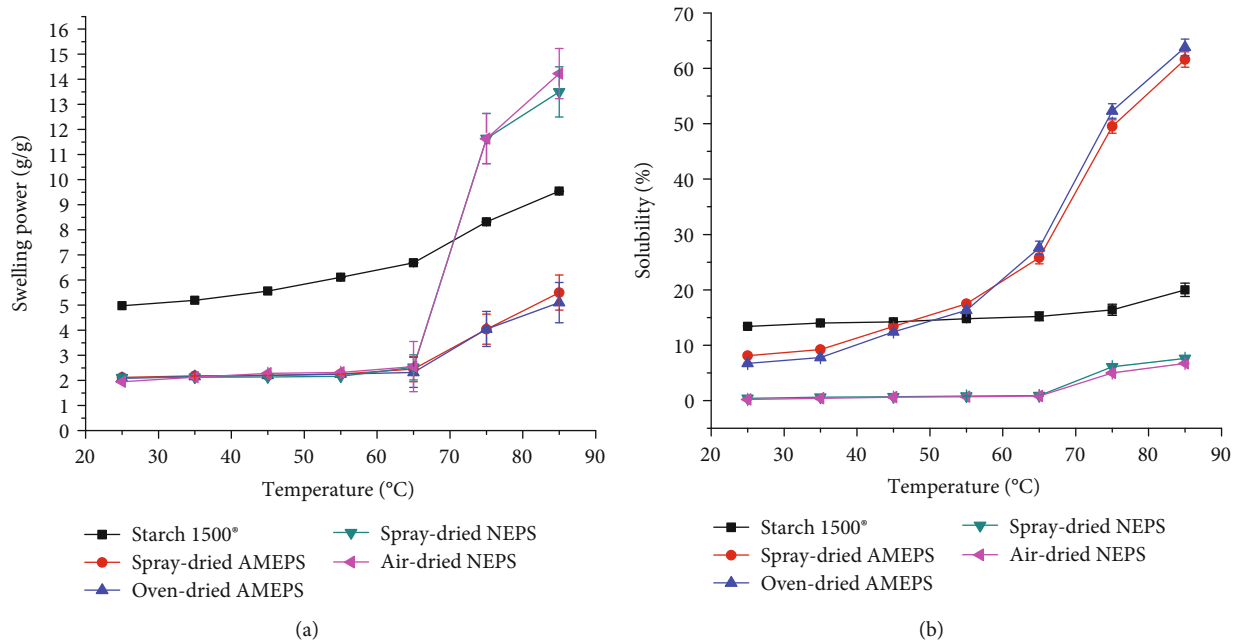 16
15
14
13
12
11
10
9
8
7
6
5
4
3
2
1
0
Swelling power (g/g)
20 30 40 50 60 70 80 90
Temperature (°C)
Starch 1500®
Spray-dried AMEPS
Oven-dried AMEPS
Spray-dried NEPS
Air-dried NEPS
(a)
70
60
50
40
30
20
10
0
Solubility (%)
20 30 40 50 60 70 80 90
Temperature (°C)
Starch 1500®
Spray-dried AMEPS
Oven-dried AMEPS
Spray-dried NEPS
Air-dried NEPS
(b)